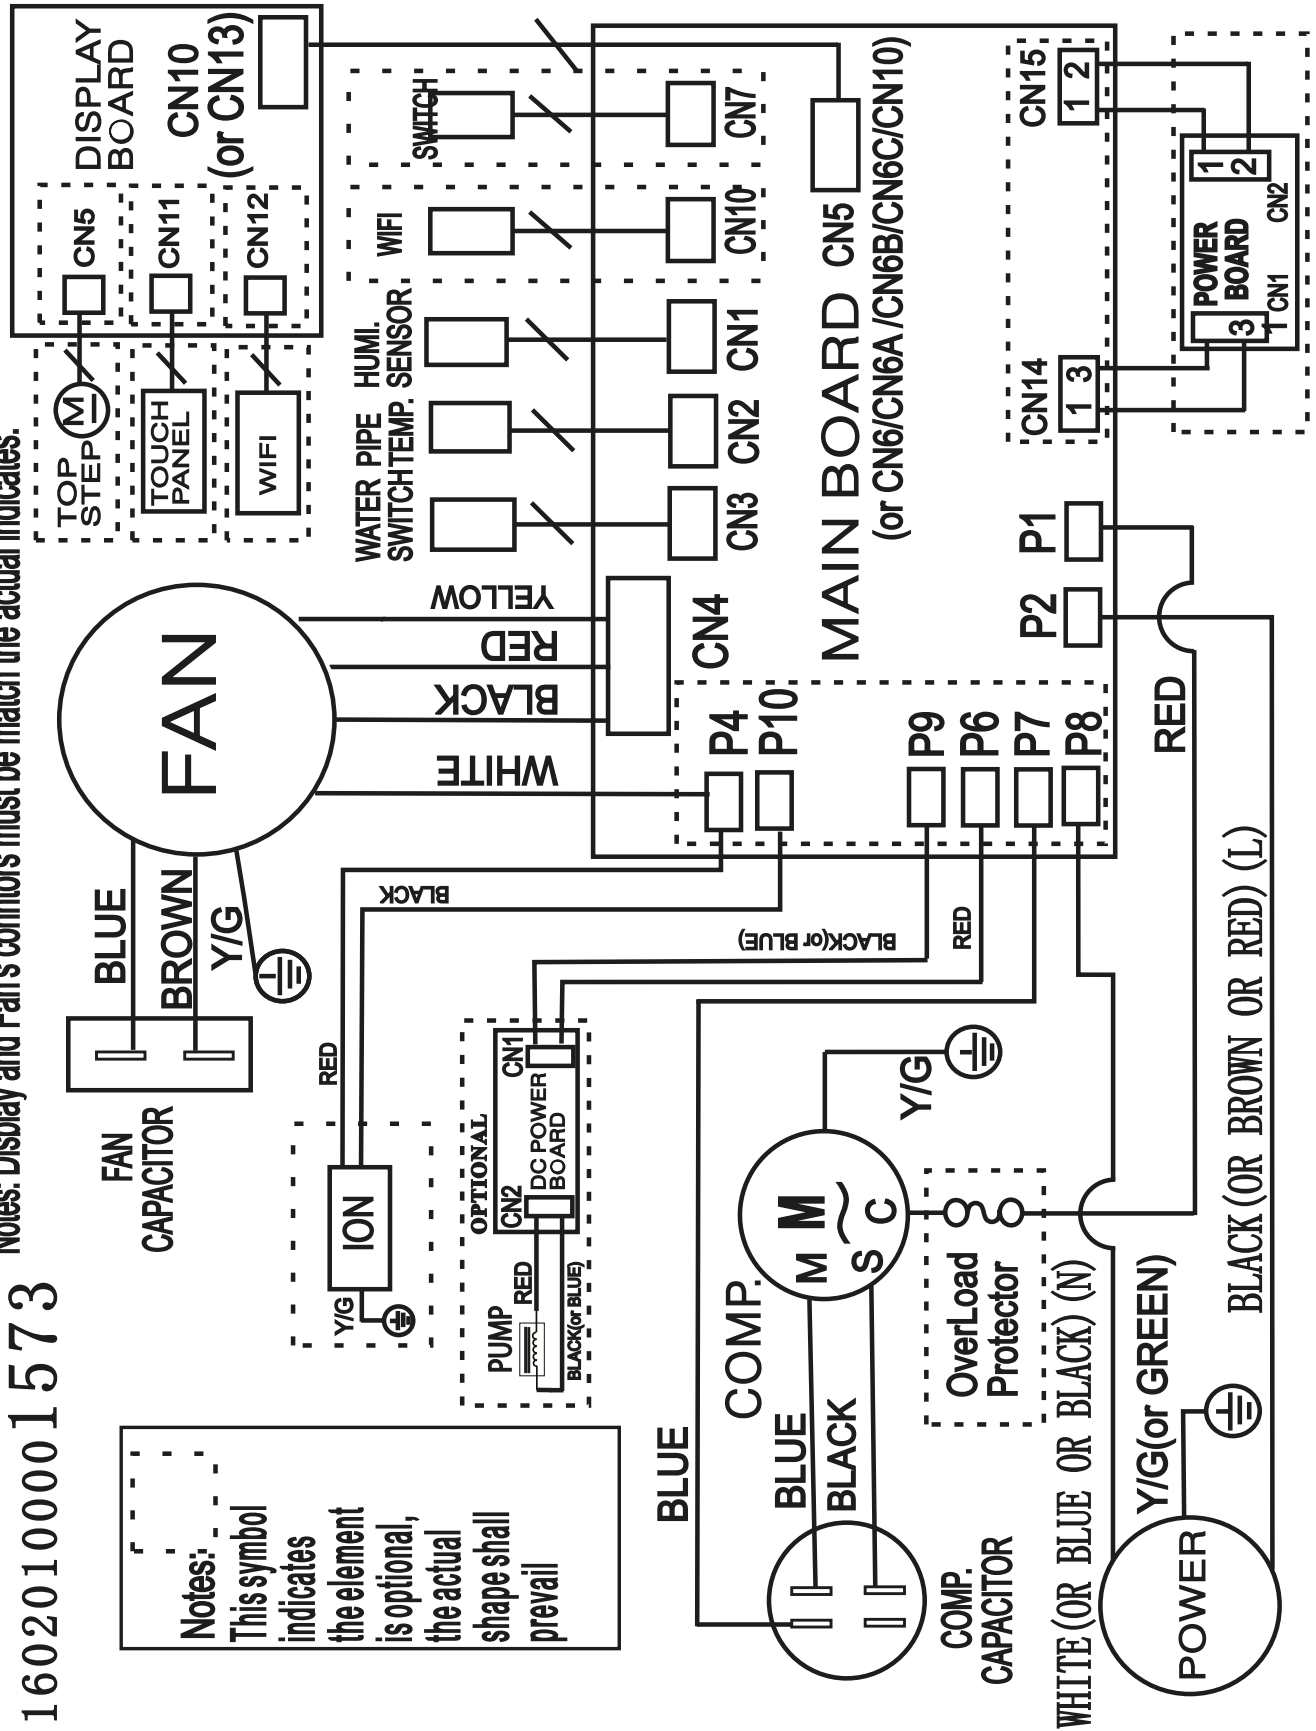 16020100001573
Notes: Display and Fan's conntors must be match the actual indicates.
DISPLAY
BOARD
CN10
(or CN13)
CN5
CN11
CN12
M
TOP
STEP
TOUCH
PANEL
WIFI
SWITCH
CN7
WIFI
CN10
HUMI.
SENSOR
CN1
PIPE
TEMP.
CN2
WATER
SWITCH
CN3
MAIN BOARD
CN5
(or CN6/CN6A /CN6B/CN6C/CN10)
CN15
1 2
CN14
1 3
POWER
BOARD
1
2
CN2
CN1
3
1
P1
P2
FAN
YELLOW
RED
BLACK
WHITE
CN4
P4
P10
P9
P6
P7
P8
BLUE
BROWN
Y/G
FAN
CAPACITOR
RED
BLACK
BLACK(or BLUE)
RED
ION
Y/G
OPTIONAL
CN1
DC POWER
BOARD
CN2
PUMP
RED
BLACK(or BLUE)
Y/G
COMP.
M
M
~
S
C
OverLoad
Protector
RED
BLUE
BLUE
BLACK
COMP.
CAPACITOR
WHITE(OR BLUE OR BLACK)(N)
Y/G(or GREEN)
BLACK(OR BROWN OR RED)(L)
POWER
Notes:
This symbol
indicates
the element
is optional,
the actual
shape shall
prevail